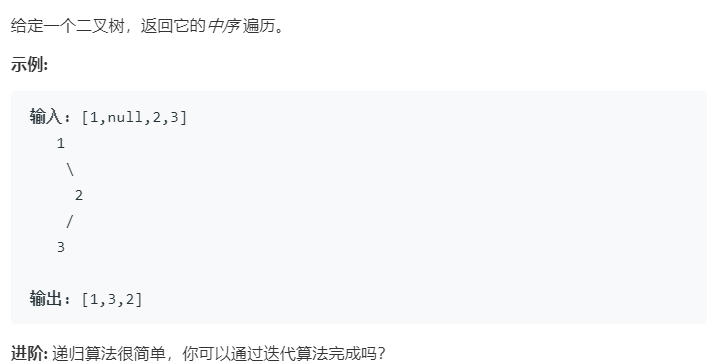 给定一个二叉树，返回它的中序 遍历。
示例:
输入: [1,null,2,3]
   1
    \
     2
    /
   3
输出: [1,3,2]
进阶: 递归算法很简单，你可以通过迭代算法完成吗？